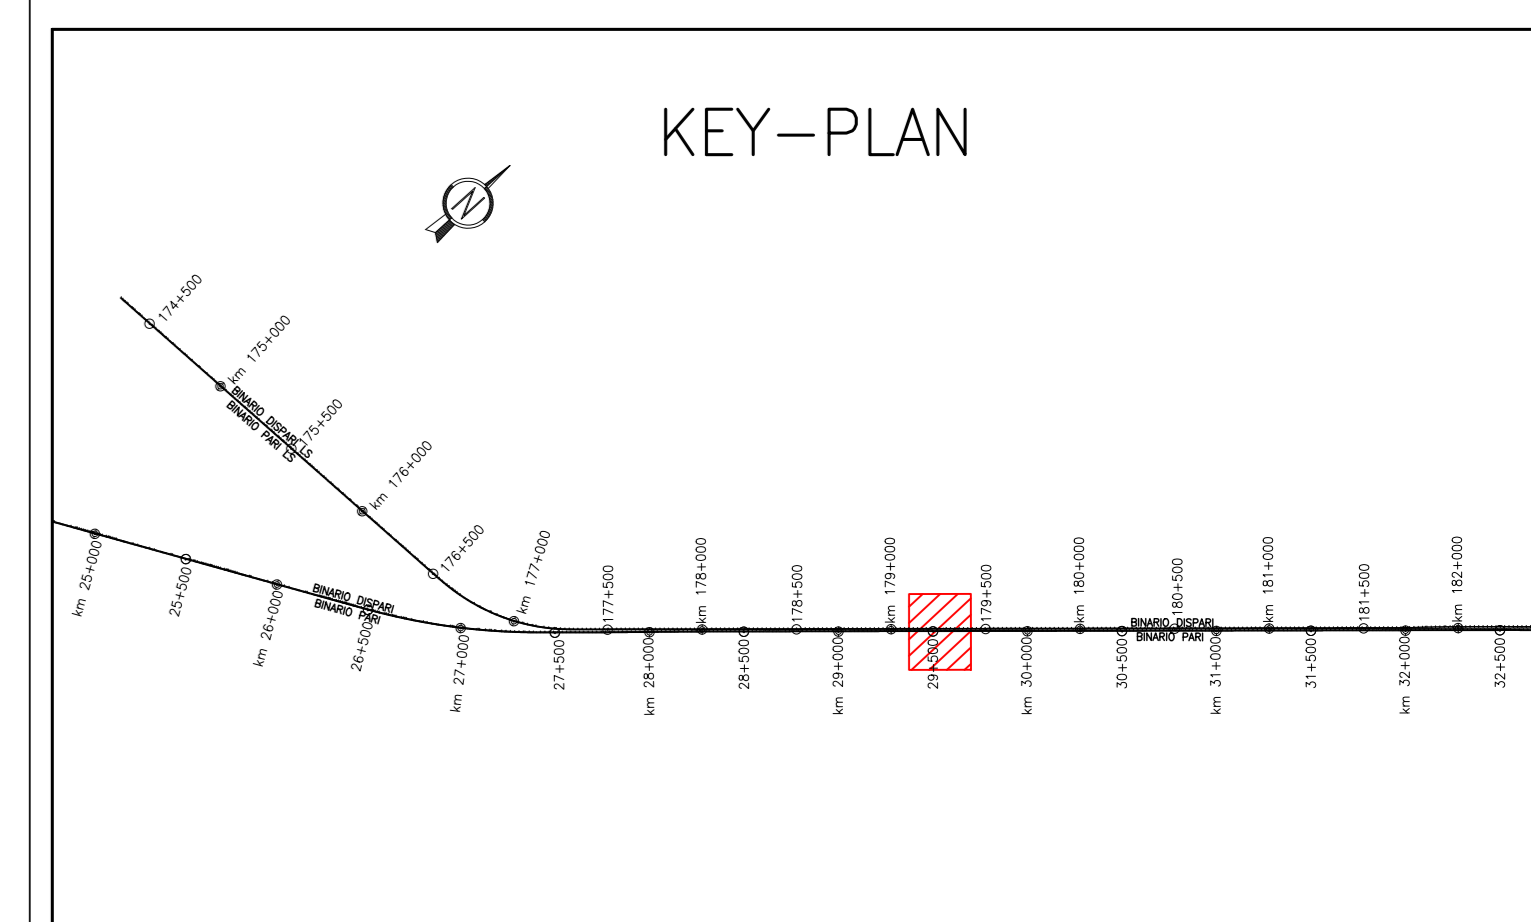 KEY-PLAN
N
174+500
km 175+000
BINARIO DISPARI LS
BINARIO PARI LS
175+500
km 176+000
176+500
km 177+000
177+500
km 178+000
178+500
km 179+000
179+500
km 180+000
180+500
km 181+000
181+500
km 182+000
km 25+000
25+500
km 26+000
BINARIO DISPARI
BINARIO PARI
26+500
km 27+000
27+500
km 28+000
28+500
km 29+000
29+500
km 30+000
30+500
BINARIO DISPARI
BINARIO PARI
km 31+000
31+500
km 32+000
32+500